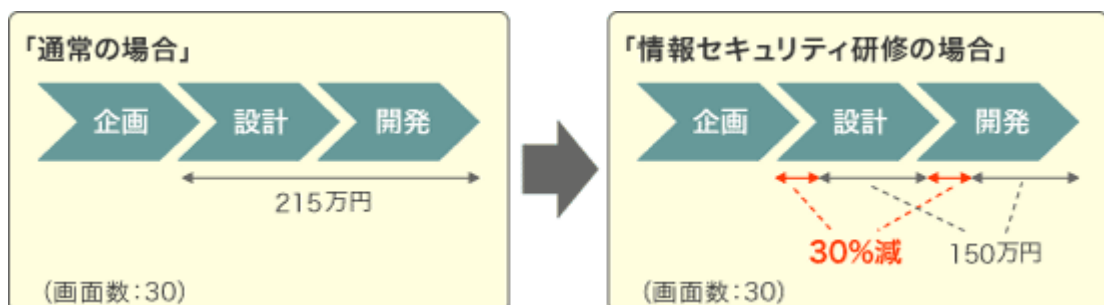 「通常の場合」
企画
設計
開発
215万円
(画面数:30)
「情報セキュリティ研修の場合」
企画
設計
開発
30%減
150万円
(画面数:30)